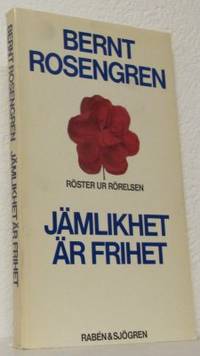 BERNT ROSENGREN JÄMLIKHET ÄR FRIHET
BERNT
ROSENGREN
RÖSTER UR RÖRELSEN
JÄMLIKHET
ÄR FRIHET
RABÉN & SJÖGREN